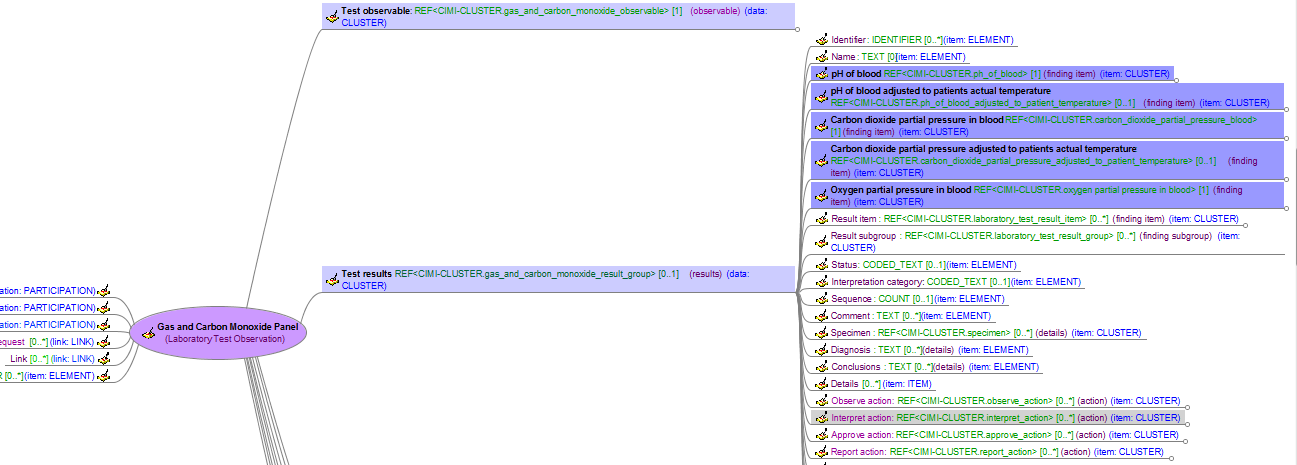 Test observable: REF<CIMI-CLUSTER.gas_and_carbon_monoxide_observable> [1] (observable) (data:
CLUSTER)
Identifier : IDENTIFIER [0..*](item: ELEMENT)
Name : TEXT [0[item: ELEMENT)
pH of blood REF<CIMI-CLUSTER.ph_of_blood> [1] (finding item) (item: CLUSTER)
pH of blood adjusted to patients actual temperature
REF<CIMI-CLUSTER.ph_of_blood_adjusted_to_patient_temperature> [0..1] (finding item) (item: CLUSTER)
Carbon dioxide partial pressure in blood REF<CIMI-CLUSTER.carbon_dioxide_partial_pressure_blood>
[1] (finding item) (item: CLUSTER)
Carbon dioxide partial pressure adjusted to patients actual temperature
REF<CIMI-CLUSTER.carbon_dioxide_partial_pressure_adjusted_to_patient_temperature> [0..1] (finding
item) (item: CLUSTER)
Oxygen partial pressure in blood REF<CIMI-CLUSTER.oxygen partial pressure in blood> [1] (finding
item) (item: CLUSTER)
Result item : REF<CIMI-CLUSTER.laboratory_test_result_item> [0..*] (finding item) (item: CLUSTER)
Result subgroup : REF<CIMI-CLUSTER.laboratory_test_result_group> [0..*] (finding subgroup) (item:
CLUSTER)
Test results REF<CIMI-CLUSTER.gas_and_carbon_monoxide_result_group> [0..1] (results) (data:
CLUSTER)
Status: CODED_TEXT [0..1](item: ELEMENT)
Interpretation category: CODED_TEXT [0..1](item: ELEMENT)
Sequence : COUNT [0..1](item: ELEMENT)
Comment : TEXT [0..*](item: ELEMENT)
Specimen : REF<CIMI-CLUSTER.specimen> [0..*] (details) (item: CLUSTER)
Diagnosis : TEXT [0..*](details) (item: ELEMENT)
Conclusions : TEXT [0..*](details) (item: ELEMENT)
Details [0..*] (item: ITEM)
Observe action: REF<CIMI-CLUSTER.observe_action> [0..*] (action) (item: CLUSTER)
Interpret action: REF<CIMI-CLUSTER.interpret_action> [0..*] (action) (item: CLUSTER)
Approve action: REF<CIMI-CLUSTER.approve_action> [0..*] (action) (item: CLUSTER)
Report action: REF<CIMI-CLUSTER.report_action> [0..*] (action) (item: CLUSTER)
ation: PARTICIPATION)
ation: PARTICIPATION)
ation: PARTICIPATION)
equest [0..*] (link: LINK)
Link [0..*] (link: LINK)
R [0..*](item: ELEMENT)
Gas and Carbon Monoxide Panel
(Laboratory Test Observation)